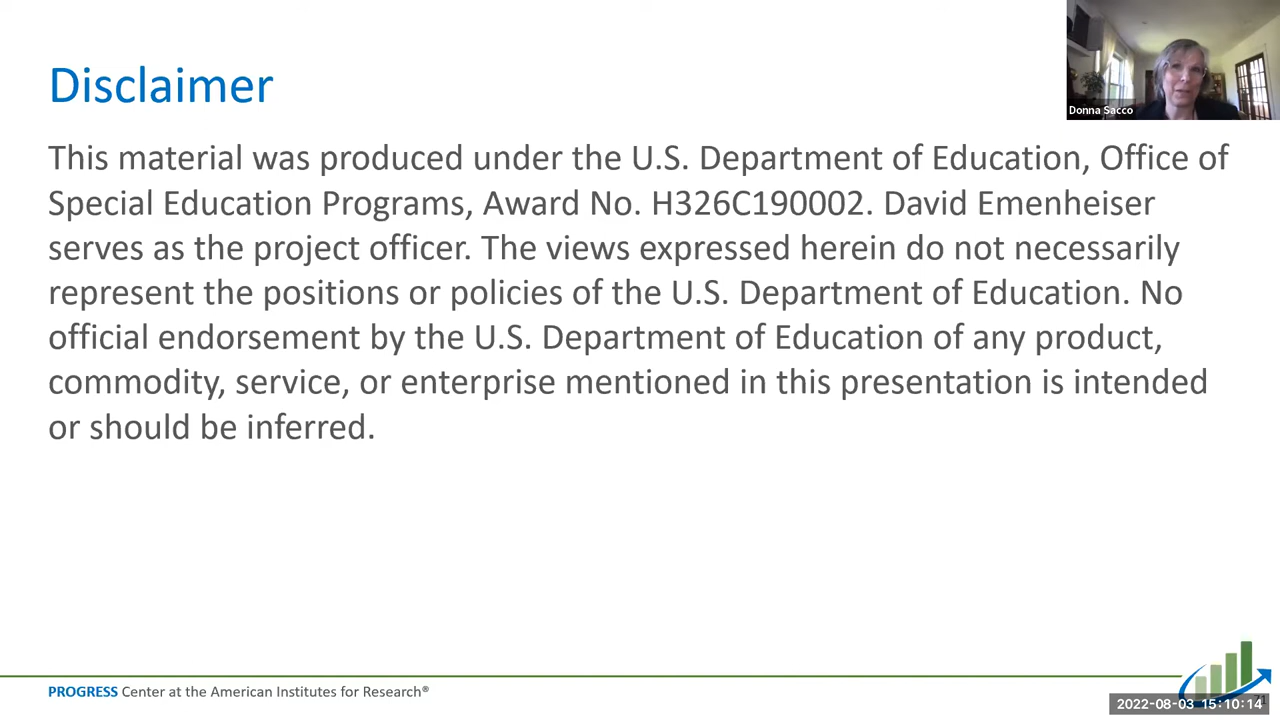 Disclaimer
Donna Sacco
This material was produced under the U.S. Department of Education, Office of
Special Education Programs, Award No. H326C190002. David Emenheiser
serves as the project officer. The views expressed herein do not necessarily
represent the positions or policies of the U.S. Department of Education. No
official endorsement by the U.S. Department of Education of any product,
commodity, service, or enterprise mentioned in this presentation is intended
or should be inferred.
PROGRESS Center at the American Institutes for Research®
2022-08-03 15:10:14